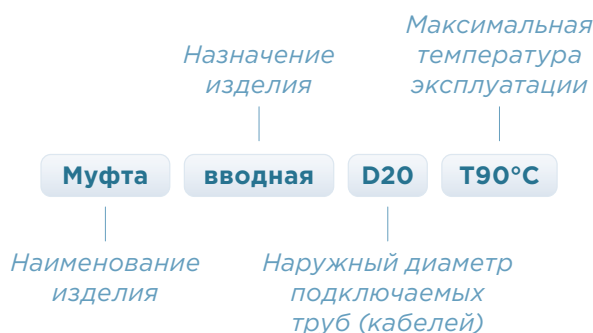 Максимальная
температура
эксплуатации
Назначение
изделия
Муфта вводная D20 T90°C
Наименование
изделия
Наружный диаметр
подключаемых
труб (кабелей)